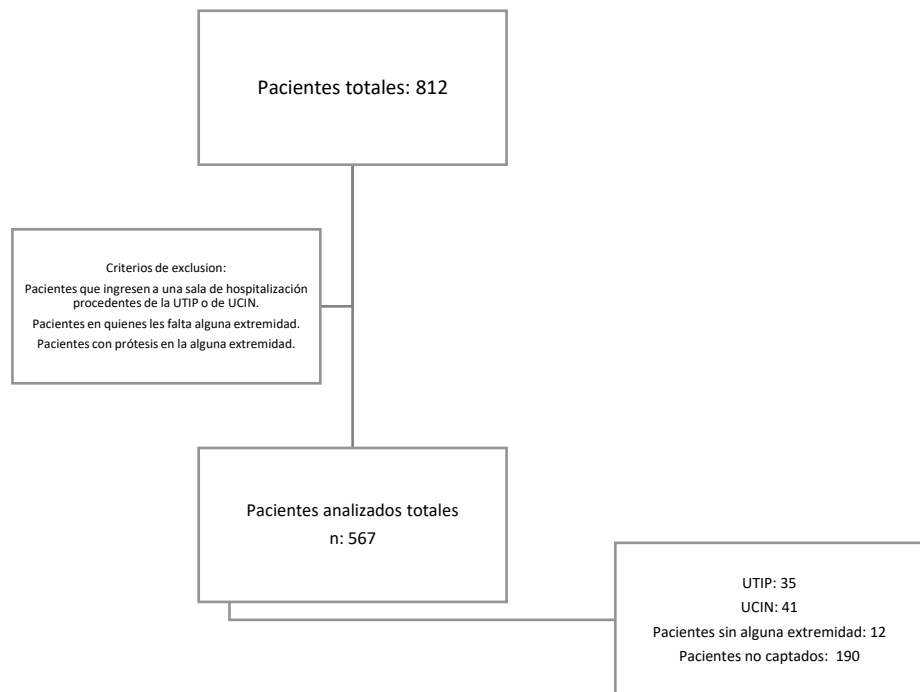 Pacientes totales: 812
Criterios de exclusion:
Pacientes que ingresen a una sala de hospitalización
procedentes de la UTIP o de UCIN.
Pacientes en quienes les falta alguna extremidad.
Pacientes con prótesis en la alguna extremidad.
Pacientes analizados totales
n: 567
UTIP: 35
UCIN: 41
Pacientes sin alguna extremidad: 12
Pacientes no captados: 190